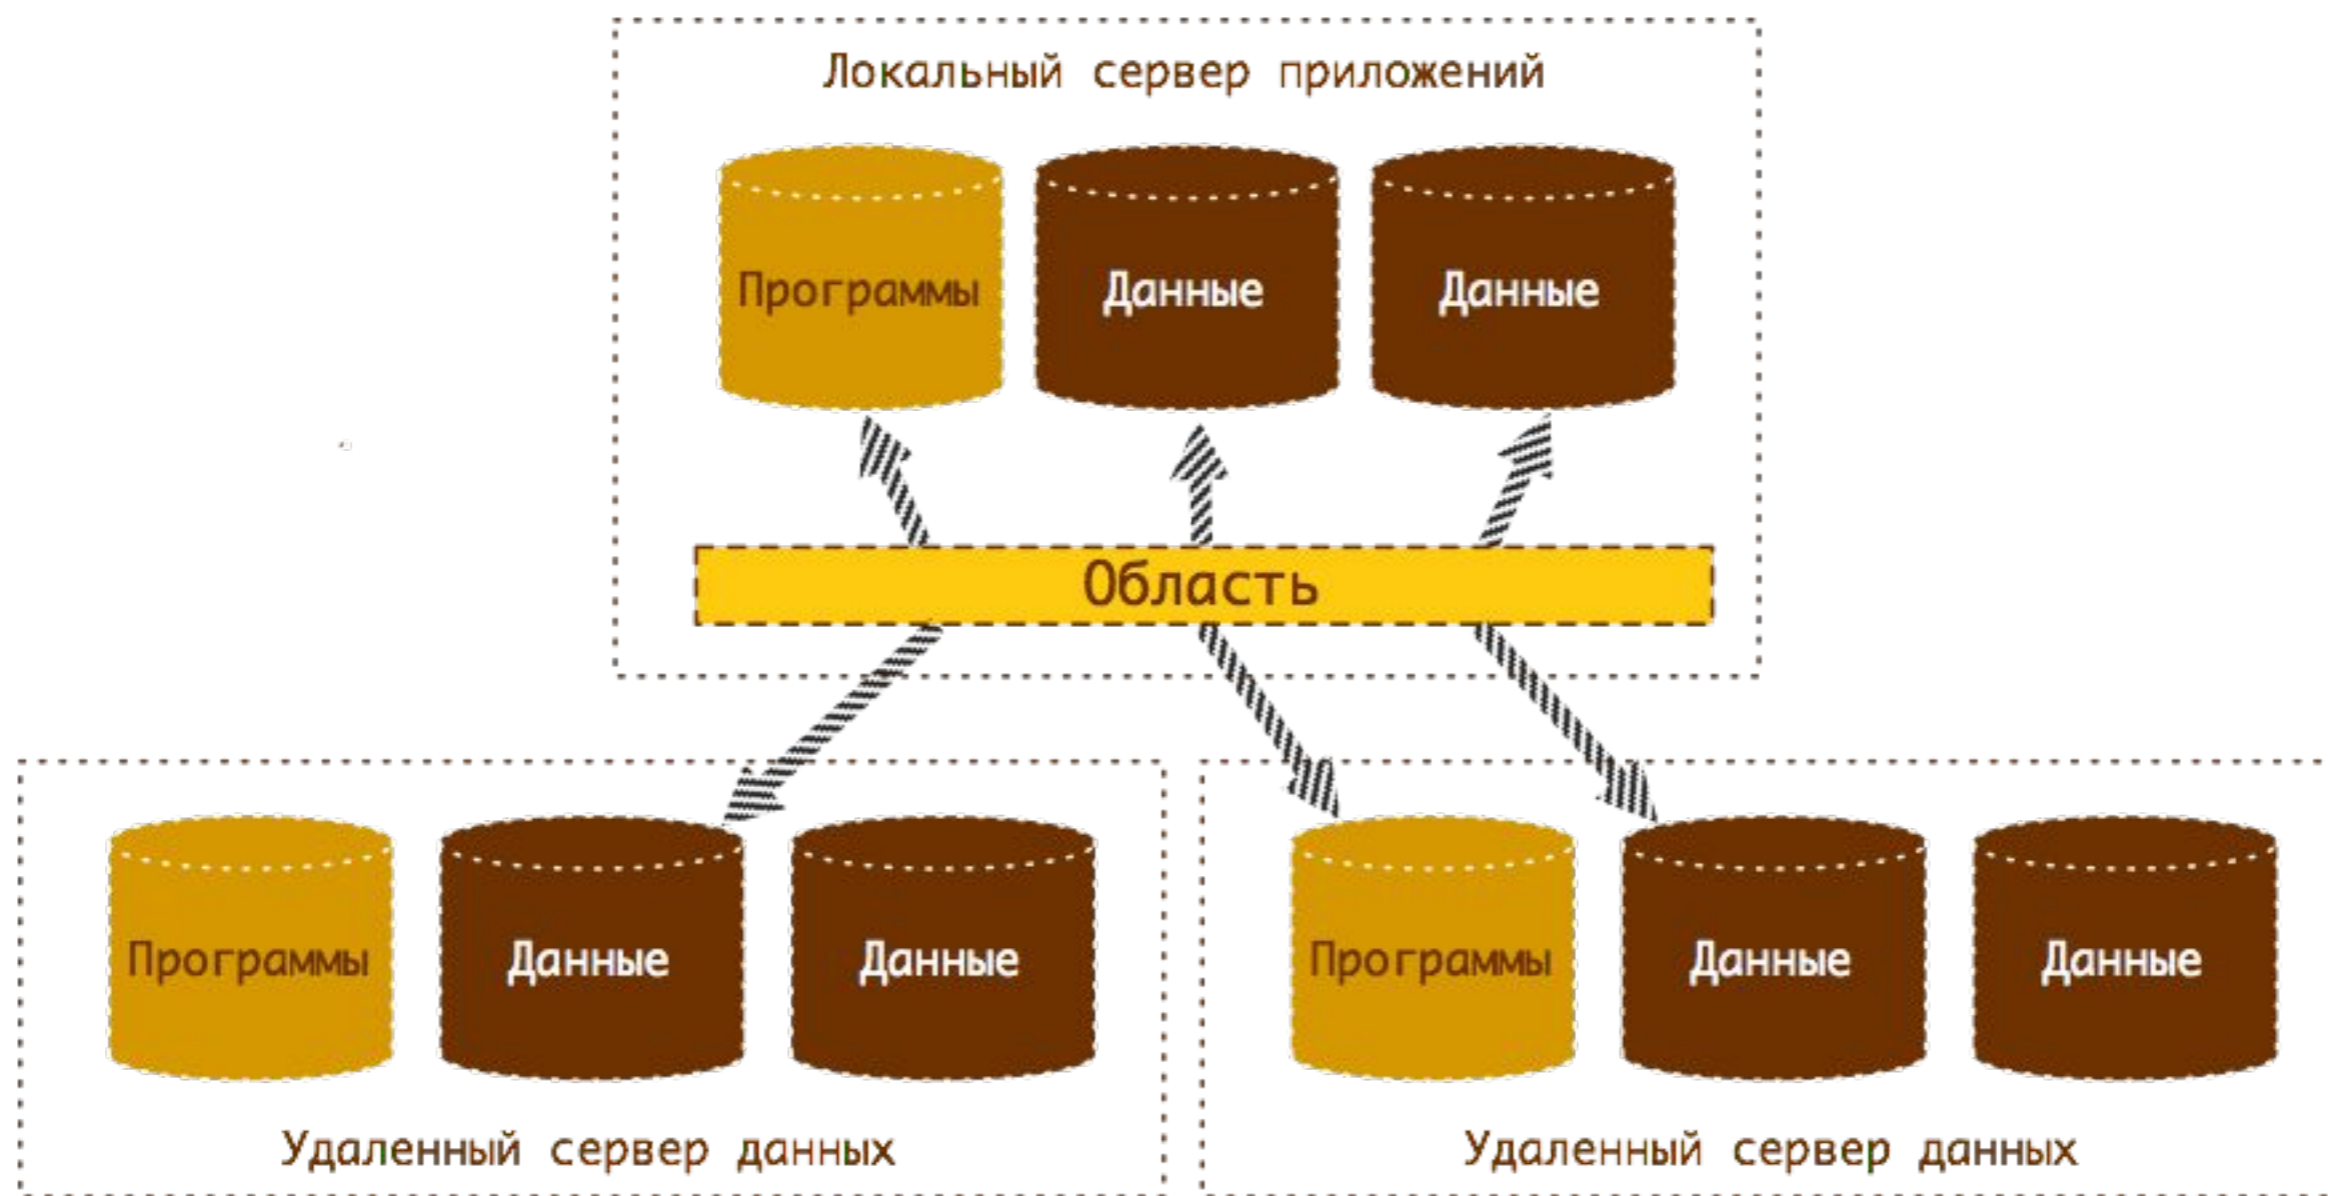 Локальный сервер приложений
Программы
Данные
Данные
Область
Программы
Данные
Данные
Удаленный сервер данных
Программы
Данные
Данные
Удаленный сервер данных